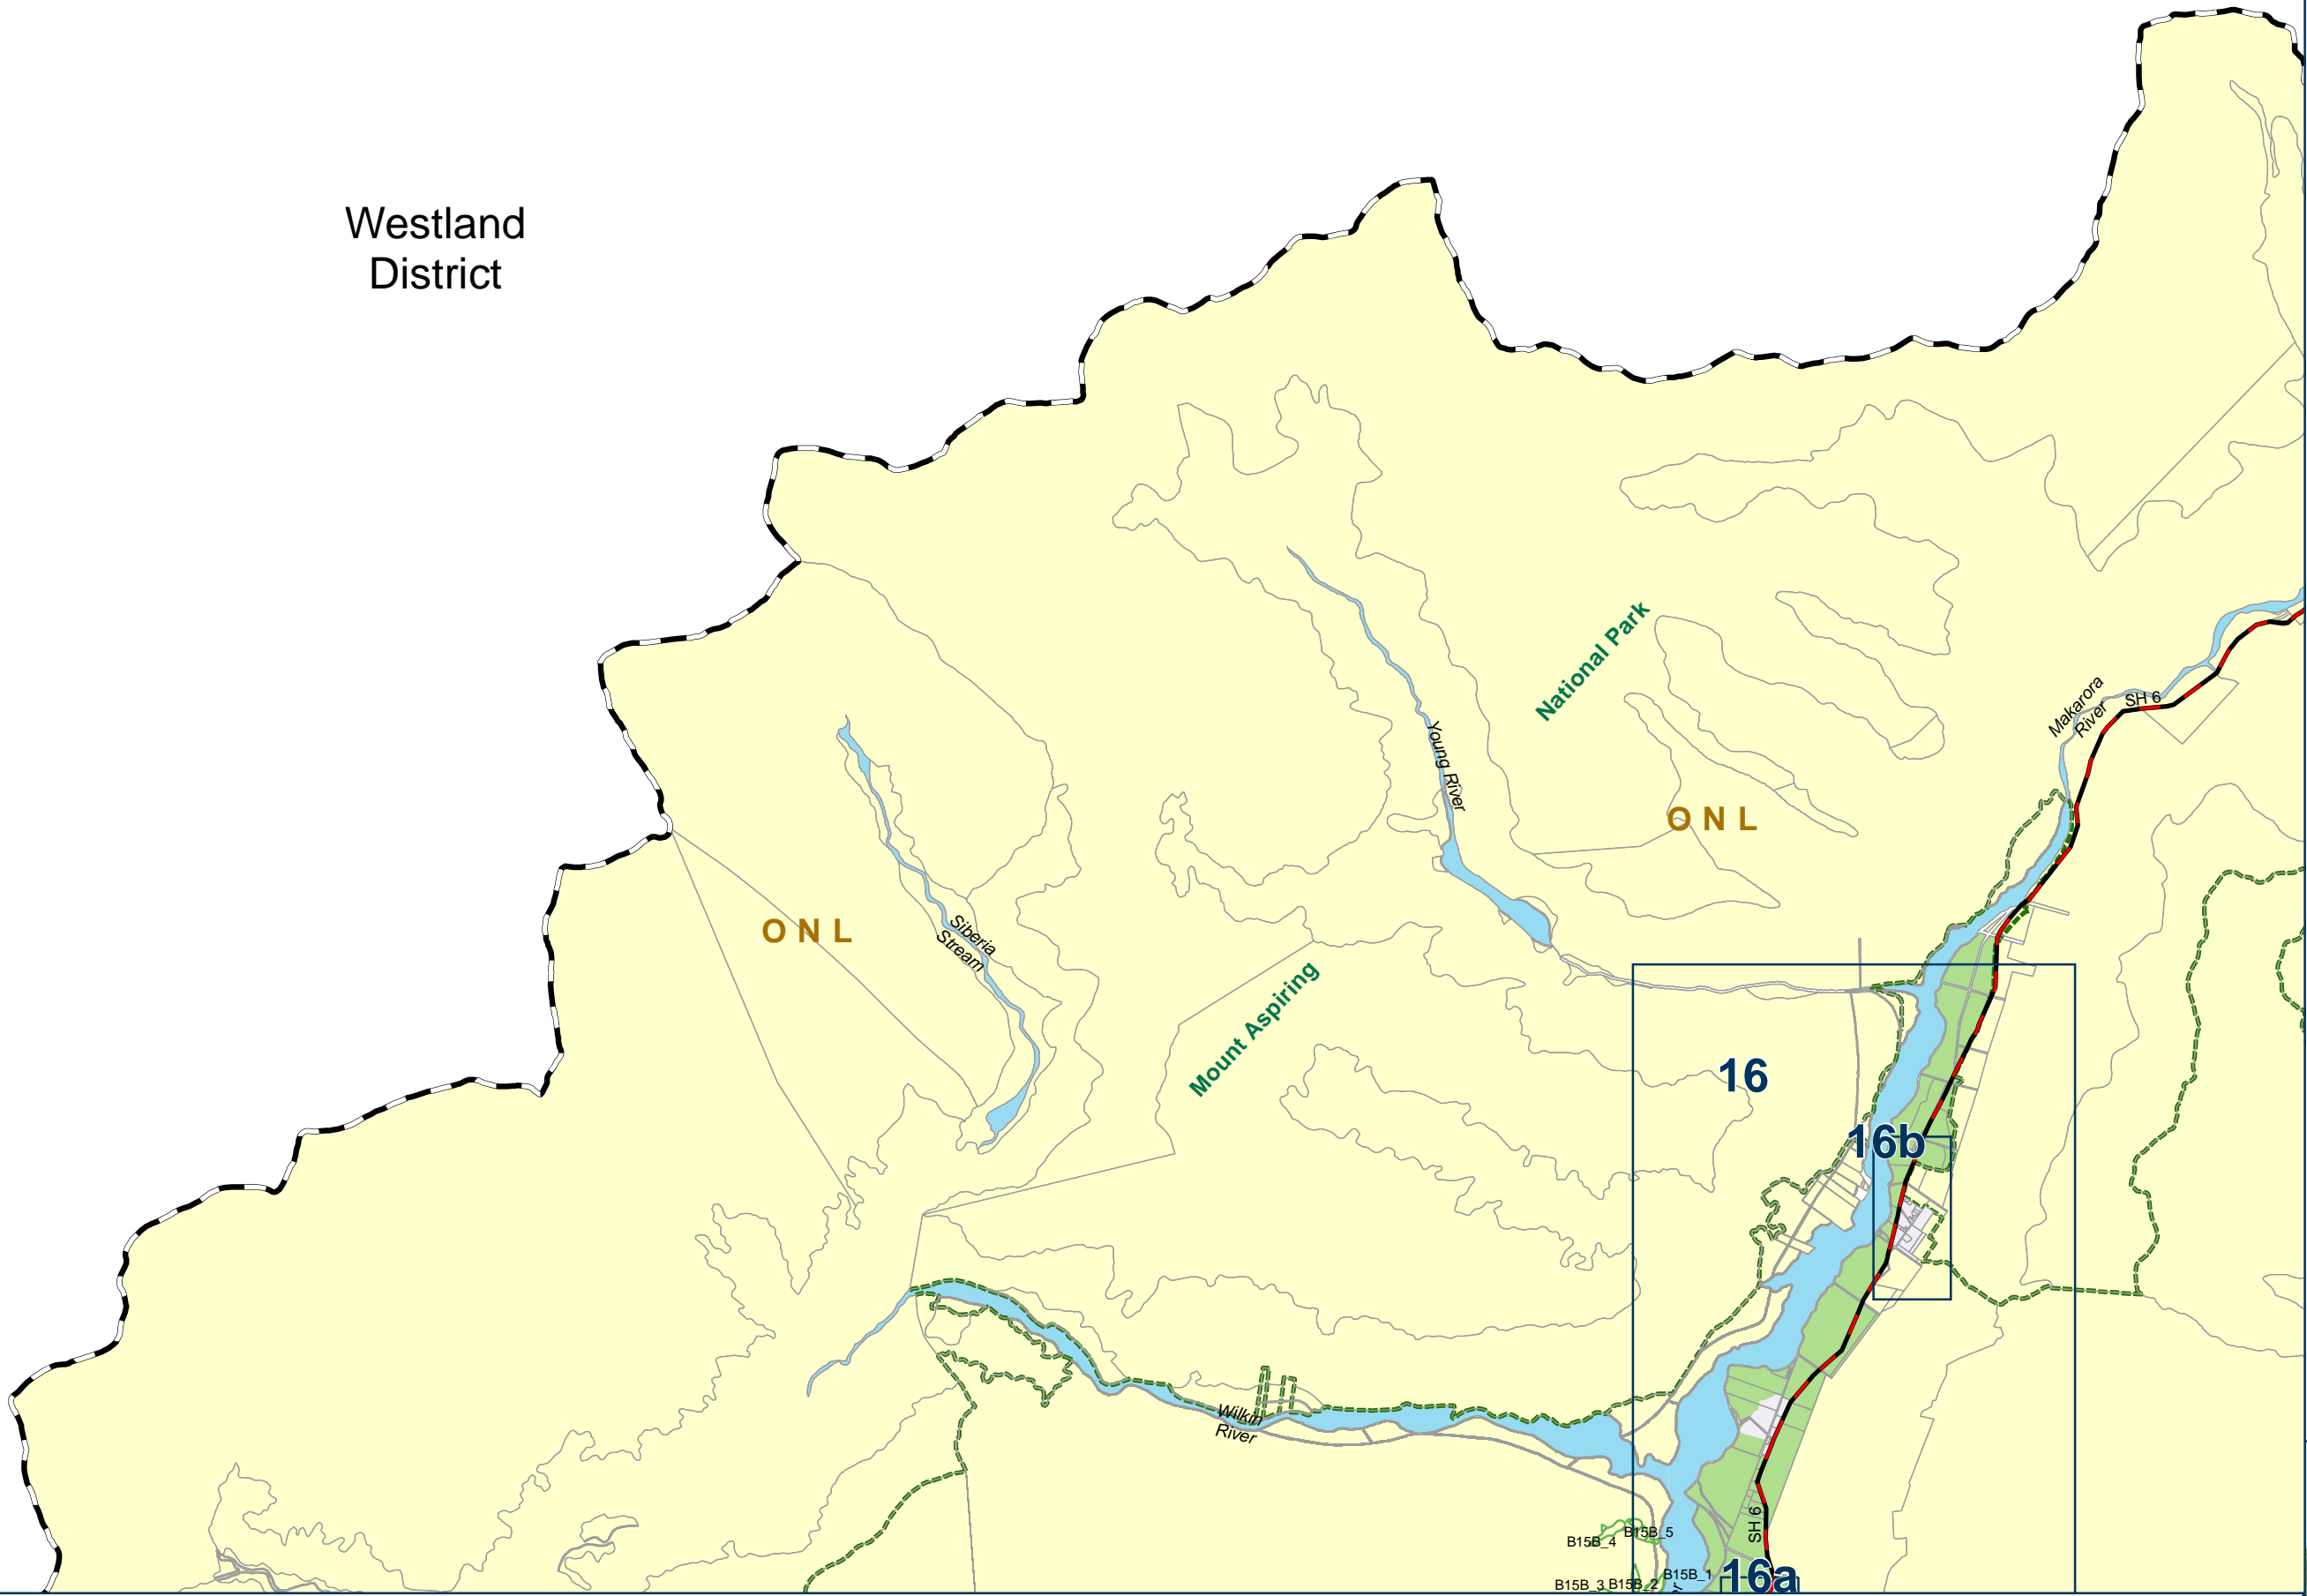 Westland
District
National Park
Makarora
River
SH 6
Young River
O N L
O N L
Siberia
Stream
Mount Aspiring
16
16b
Wilkin
River
SH 6
B15B_5
B15B_4
B15B_1
B15B_2
B15B_3
16a